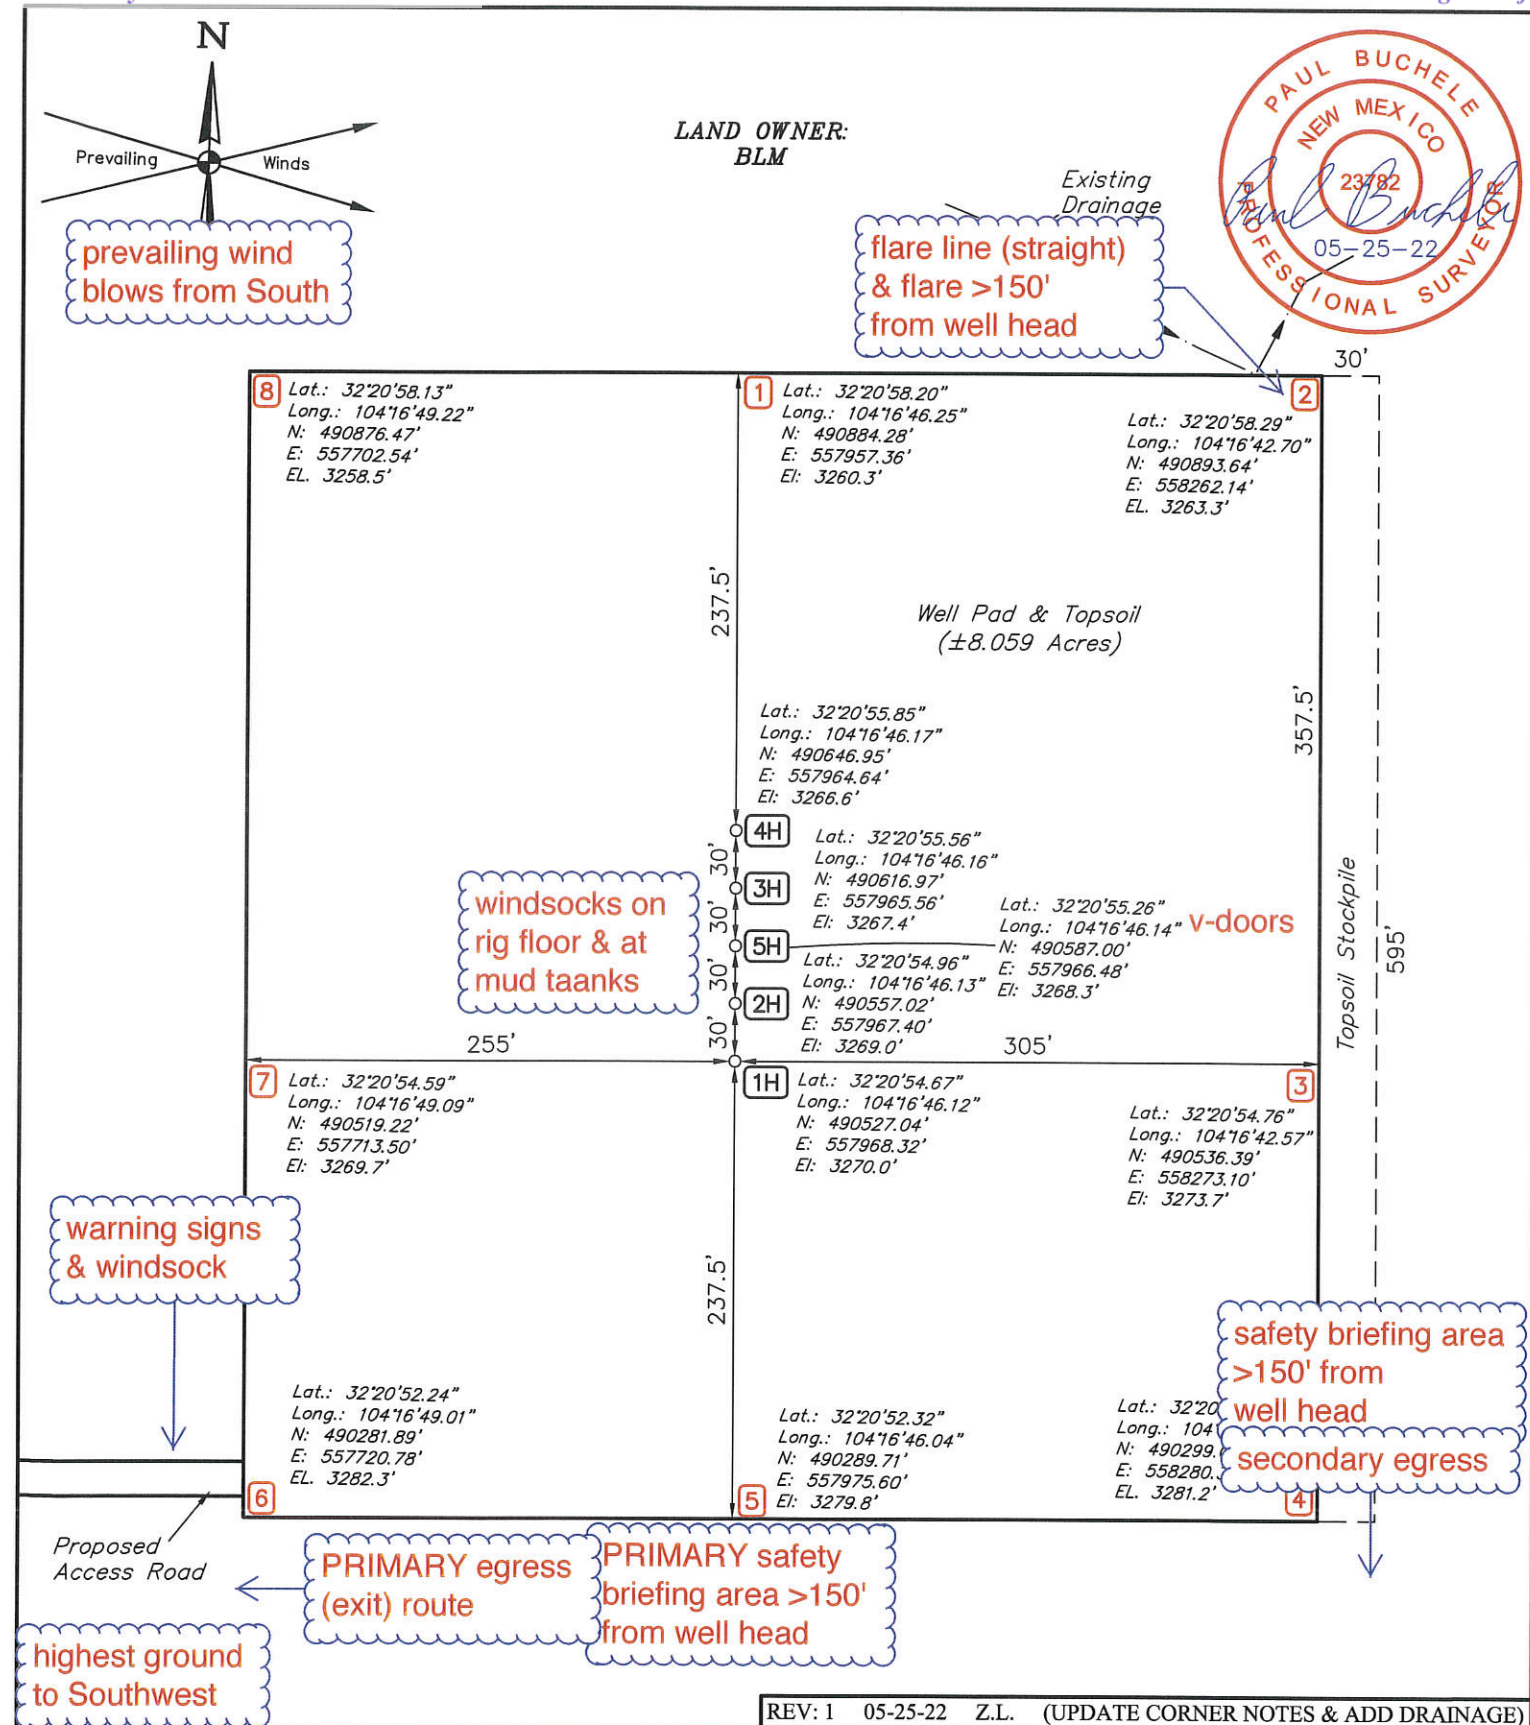 N
Prevailing Winds
prevailing wind
blows from South
LAND OWNER:
BLM
Existing
Drainage
flare line (straight)
& flare >150'
from well head
PAUL BUCHELE
NEW MEXICO
23782
05-25-22
PROFESSIONAL SURVEYOR
30'
8
Lat.: 32°20'58.13"
Long.: 104°16'49.22"
N: 490876.47'
E: 557702.54'
EL. 3258.5'
1
Lat.: 32°20'58.20"
Long.: 104°16'46.25"
N: 490884.28'
E: 557957.36'
El: 3260.3'
2
Lat.: 32°20'58.29"
Long.: 104°16'42.70"
N: 490893.64'
E: 558262.14'
EL. 3263.3'
237.5'
Well Pad & Topsoil
(±8.059 Acres)
357.5'
Lat.: 32°20'55.85"
Long.: 104°16'46.17"
N: 490646.95'
E: 557964.64'
El: 3266.6'
4H
30'
Lat.: 32°20'55.56"
Long.: 104°16'46.16"
N: 490616.97'
E: 557965.56'
El: 3267.4'
3H
30'
windsocks on
rig floor & at
mud taanks
5H
Lat.: 32°20'55.26"
Long.: 104°16'46.14"
N: 490587.00'
E: 557966.48'
El: 3268.3'
v-doors
30'
Lat.: 32°20'54.96"
Long.: 104°16'46.13"
N: 490557.02'
E: 557967.40'
El: 3269.0'
2H
30'
Topsoil Stockpile
595'
255'
305'
7
Lat.: 32°20'54.59"
Long.: 104°16'49.09"
N: 490519.22'
E: 557713.50'
El: 3269.7'
1H
Lat.: 32°20'54.67"
Long.: 104°16'46.12"
N: 490527.04'
E: 557968.32'
El: 3270.0'
3
Lat.: 32°20'54.76"
Long.: 104°16'42.57"
N: 490536.39'
E: 558273.10'
El: 3273.7'
warning signs
& windsock
237.5'
safety briefing area
>150' from
well head
secondary egress
Lat.: 32°20'52.24"
Long.: 104°16'49.01"
N: 490281.89'
E: 557720.78'
EL. 3282.3'
6
Lat.: 32°20'52.32"
Long.: 104°16'46.04"
N: 490289.71'
E: 557975.60'
El: 3279.8'
5
Lat.: 32°20
Long.: 104°
N: 490299.
E: 558280.
EL. 3281.2'
4
Proposed
Access Road
PRIMARY egress
(exit) route
PRIMARY safety
briefing area >150'
from well head
highest ground
to Southwest
REV: 1 05-25-22 Z.L. (UPDATE CORNER NOTES & ADD DRAINAGE)